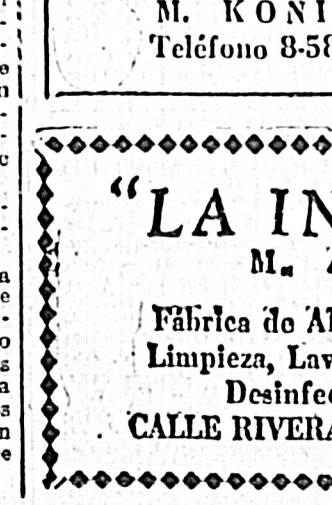 M. KONI
Teléfono 8-58
"LA IN
M. A
Fábrica de Al
Limpieza, Lav
Desinfec
CALLE RIVERA